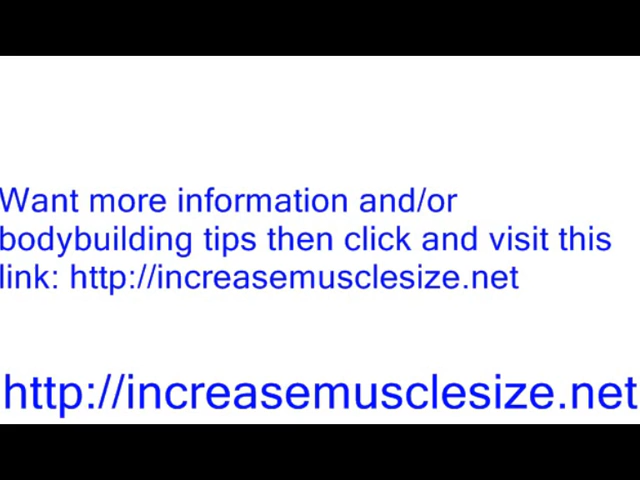 Want more information and/or
bodybuilding tips then click and visit this
link: http://increasemusclesize.net
http://increasemusclesize.net